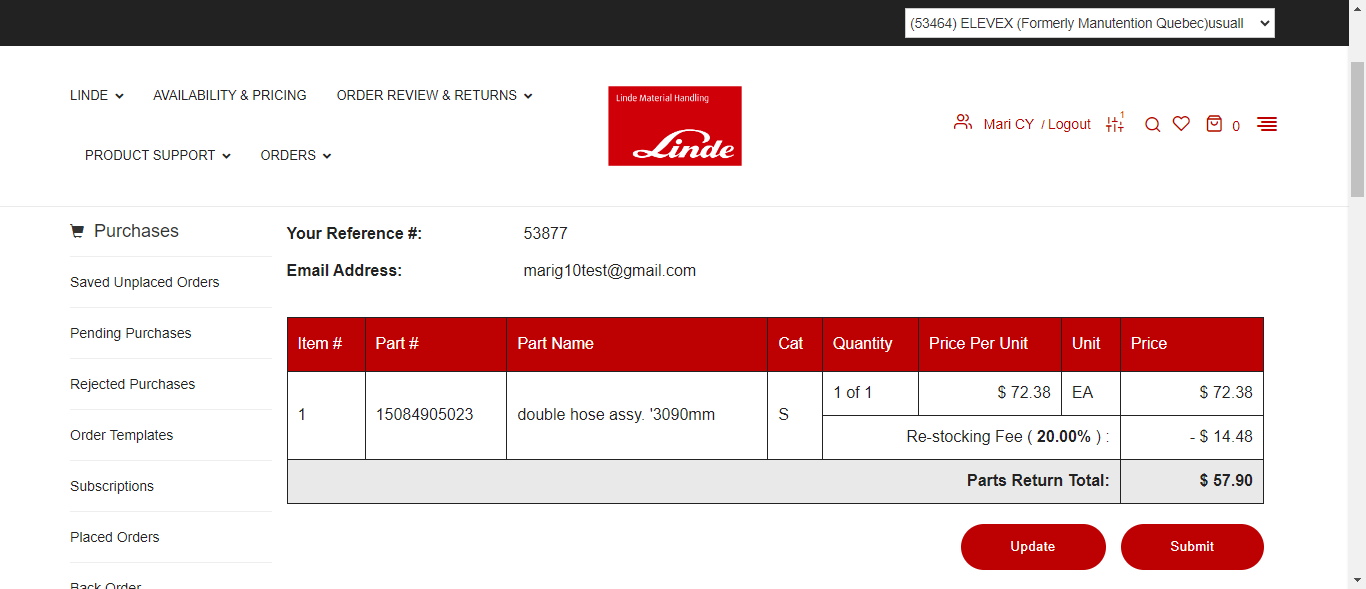 (53464) ELEVEX (Formerly Manutention Quebec)usuall
LINDE
AVAILABILITY & PRICING
ORDER REVIEW & RETURNS
PRODUCT SUPPORT
ORDERS
Linde Material Handling
Linde
Mari CY / Logout
1
0
Purchases
Saved Unplaced Orders
Pending Purchases
Rejected Purchases
Order Templates
Subscriptions
Placed Orders
Back Order
Your Reference #: 53877
Email Address: marig10test@gmail.com
Item # Part # Part Name Cat Quantity Price Per Unit Unit Price
1 15084905023 double hose assy. '3090mm S 1 of 1 $ 72.38 EA $ 72.38
Re-stocking Fee ( 20.00% ) : - $ 14.48
Parts Return Total: $ 57.90
Update Submit